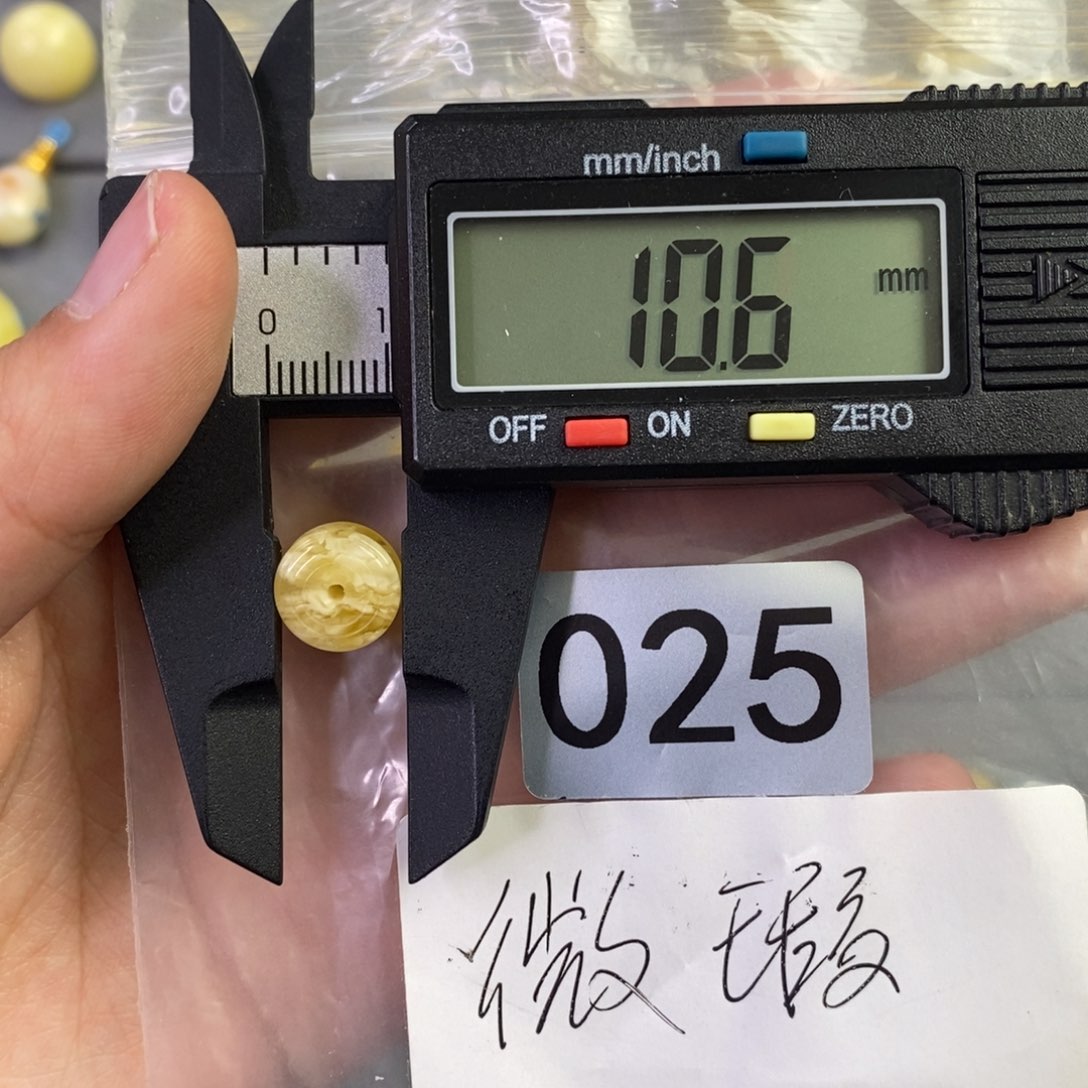 mm/inch
10.6 mm
0 1
OFF ON ZERO
025
微瑕